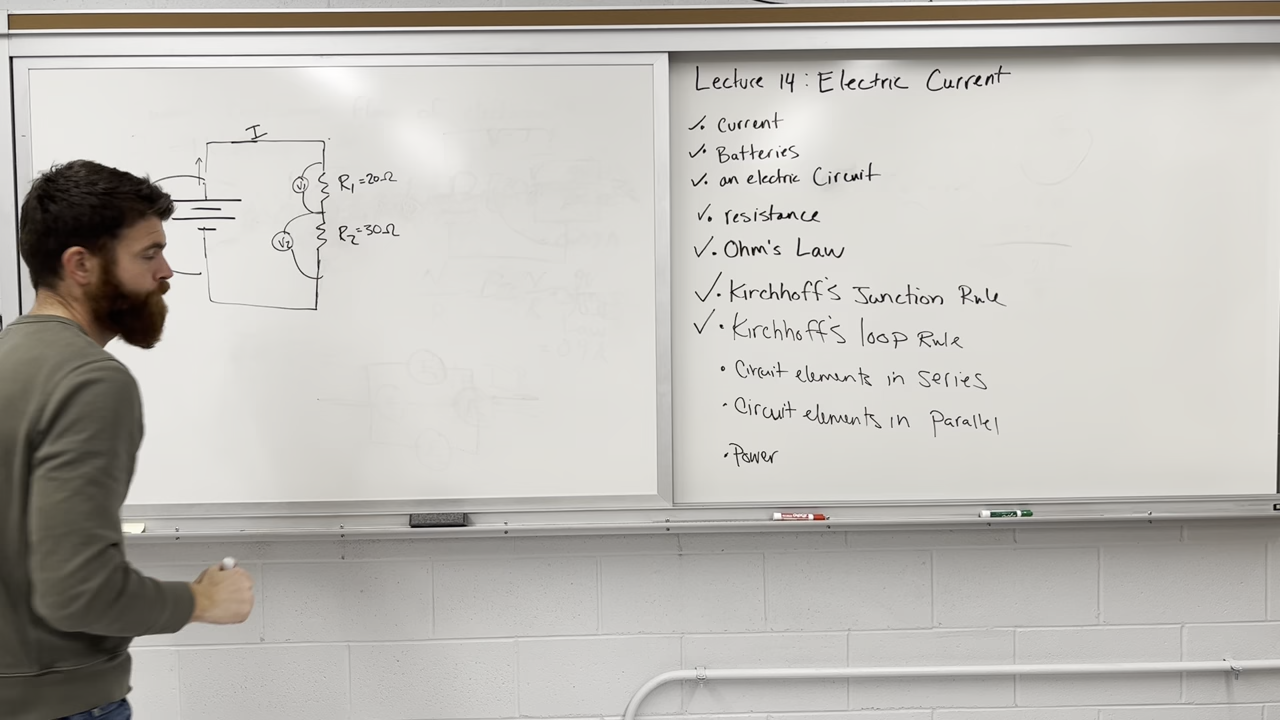 I
V1
R1=20Ω
V2
R2=30Ω
Lecture 14: Electric Current
✓• Current
✓• Batteries
✓• an electric Circuit
✓• resistance
✓• Ohm's Law
✓• Kirchhoff's Junction Rule
✓• Kirchhoff's loop Rule
• Circuit elements in series
• Circuit elements in Parallel
• Power